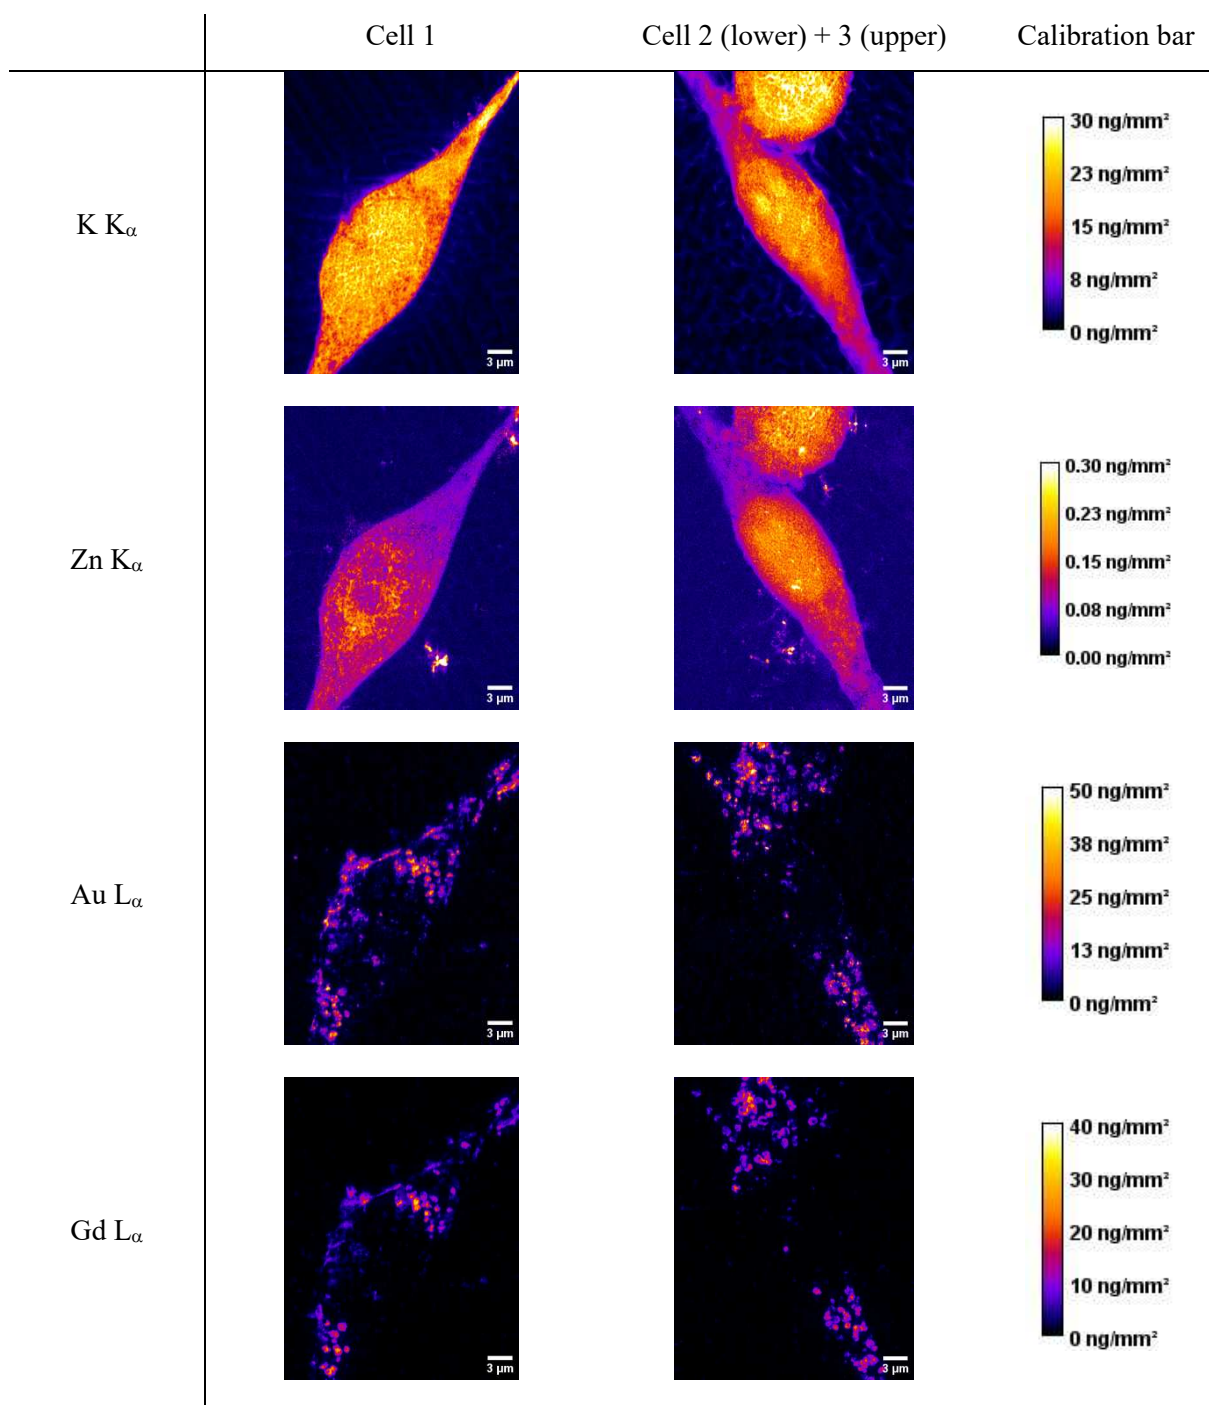 Cell 1 Cell 2 (lower) + 3 (upper) Calibration bar
K Kα
3 µm
3 µm
30 ng/mm²
23 ng/mm²
15 ng/mm²
8 ng/mm²
0 ng/mm²
Zn Kα
3 µm
3 µm
0.30 ng/mm²
0.23 ng/mm²
0.15 ng/mm²
0.08 ng/mm²
0.00 ng/mm²
Au Lα
3 µm
3 µm
50 ng/mm²
38 ng/mm²
25 ng/mm²
13 ng/mm²
0 ng/mm²
Gd Lα
3 µm
3 µm
40 ng/mm²
30 ng/mm²
20 ng/mm²
10 ng/mm²
0 ng/mm²